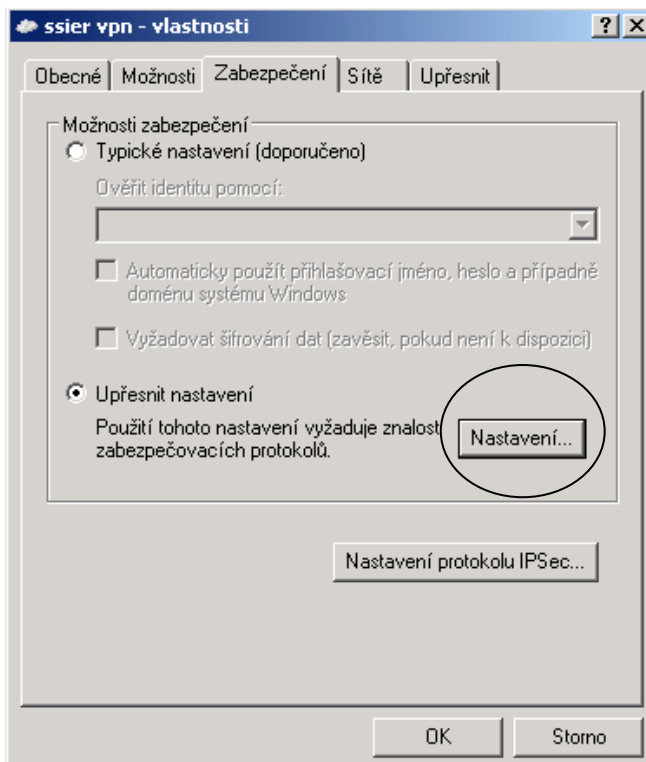 ssier vpn - vlastnosti
Obecné Možnosti Zabezpečení Sítě Upřesnit
Možnosti zabezpečení
Typické nastavení (doporučeno)
Ověřit identitu pomocí:
Automaticky použít přihlašovací jméno, heslo a případně
doménu systému Windows
Vyžadovat šifrování dat (zavěsit, pokud není k dispozici)
Upřesnit nastavení
Použití tohoto nastavení vyžaduje znalost
zabezpečovacích protokolů.
Nastavení...
Nastavení protokolu IPSec...
OK Storno